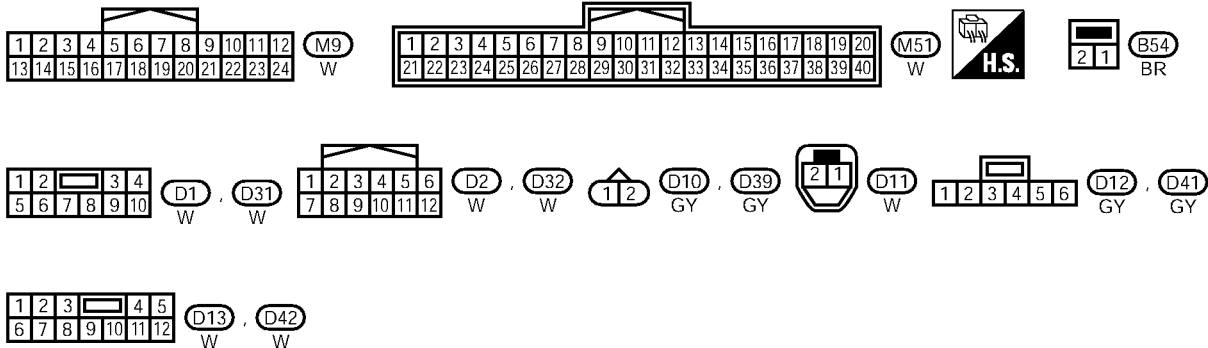 1 2 3 4 5 6 7 8 9 10 11 12
13 14 15 16 17 18 19 20 21 22 23 24
M9
W
1 2 3 4 5 6 7 8 9 10 11 12 13 14 15 16 17 18 19 20
21 22 23 24 25 26 27 28 29 30 31 32 33 34 35 36 37 38 39 40
M51
W
H.S.
2 1
B54
BR
1 2 3 4
5 6 7 8 9 10
D1 , D31
W W
1 2 3 4 5 6
7 8 9 10 11 12
D2 , D32
W W
1 2
D10 , D39
GY GY
2 1
D11
W
1 2 3 4 5 6
D12 , D41
GY GY
1 2 3 4 5
6 7 8 9 10 11 12
D13 , D42
W W